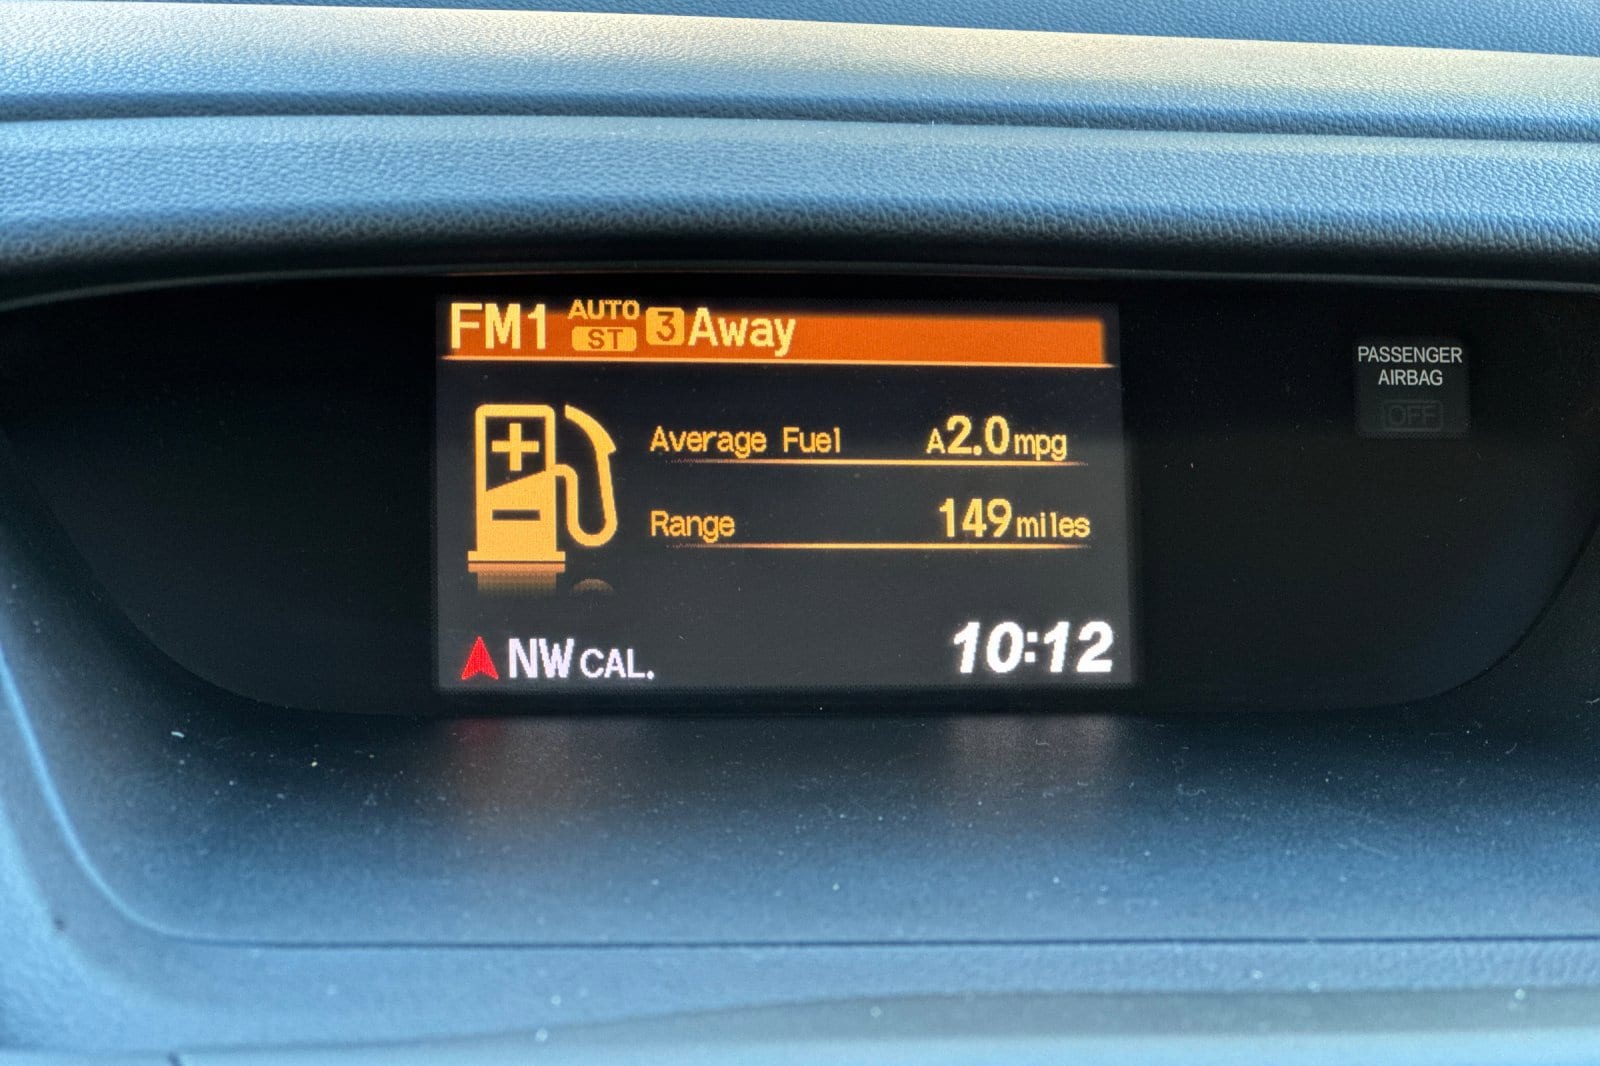 FM1 AUTO ST 3 Away
Average Fuel A2.0mpg
Range 149miles
NW CAL. 10:12
PASSENGER
AIRBAG
OFF